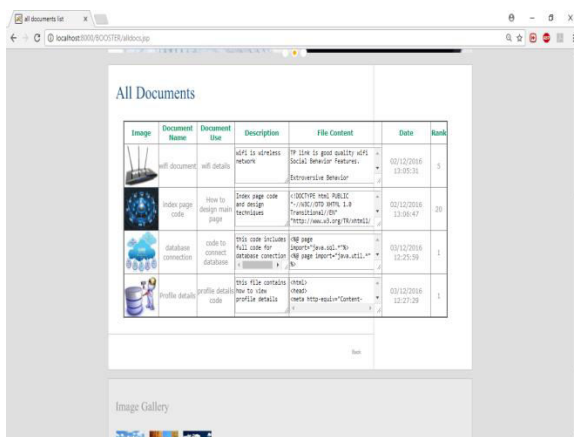 all documents list
localhost:8000/BOOSTER/alldocs.jsp
All Documents
Image Document Name Document Use Description File Content Date Rank
wifi document wifi details
wifi is wireless
network
TP link is good quality wifi
Social Behavior Features.
Extroversive Behavior
02/12/2016
13:05:31
5
index page
code
How to
design main
page
Index page code
and design
techniques
<!DOCTYPE html PUBLIC
"-//W3C//DTD XHTML 1.0
Transitional//EN"
"http://www.w3.org/TR/xhtml1/
02/12/2016
13:06:47
20
database
connection
code to
connect
database
this code includes
full code for
database conection
<%@ page
import="java.sql.*"%>
<%@ page import="java.util.*"
%>
03/12/2016
12:25:59
1
Profile details
profile details
code
this file contains
how to view
profile details
<html>
<head>
<meta http-equiv="Content-
03/12/2016
12:27:29
1
Back
Image Gallery